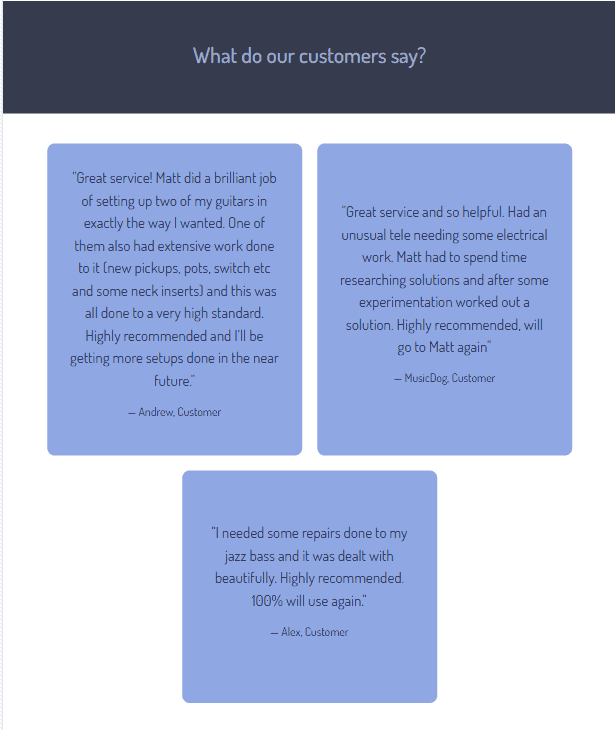 What do our customers say?
"Great service! Matt did a brilliant job
of setting up two of my guitars in
exactly the way I wanted. One of
them also had extensive work done
to it (new pickups, pots, switch etc
and some neck inserts) and this was
all done to a very high standard.
Highly recommended and I'll be
getting more setups done in the near
future."
— Andrew, Customer
"Great service and so helpful. Had an
unusual tele needing some electrical
work. Matt had to spend time
researching solutions and after some
experimentation worked out a
solution. Highly recommended, will
go to Matt again"
— MusicDog, Customer
"I needed some repairs done to my
jazz bass and it was dealt with
beautifully. Highly recommended.
100% will use again."
— Alex, Customer